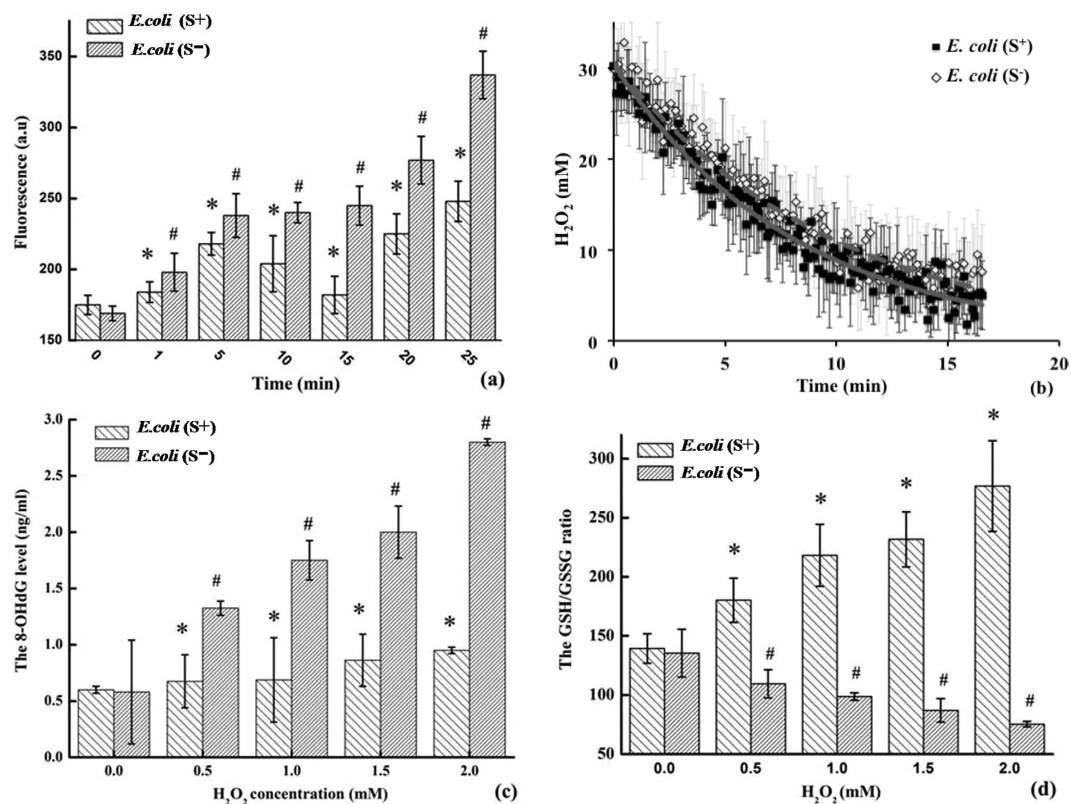 E.coli (S+)
E.coli (S−)
Fluorescence (a.u)
350
300
250
200
150
* # * # * # * # * # * #
0 1 5 10 15 20 25
Time (min)
(a)
E. coli (S+)
E. coli (S-)
H2O2 (mM)
30
20
10
0
0 5 10 15 20
Time (min)
(b)
E.coli (S+)
E.coli (S−)
The 8-OHdG level (ng/ml)
3.0
2.5
2.0
1.5
1.0
0.5
0.0
* # * # * # * #
0.0 0.5 1.0 1.5 2.0
H2O2 concentration (mM)
(c)
E.coli (S+)
E.coli (S−)
The GSH/GSSG ratio
300
250
200
150
100
50
* # * # * # * #
0.0 0.5 1.0 1.5 2.0
H2O2 (mM)
(d)